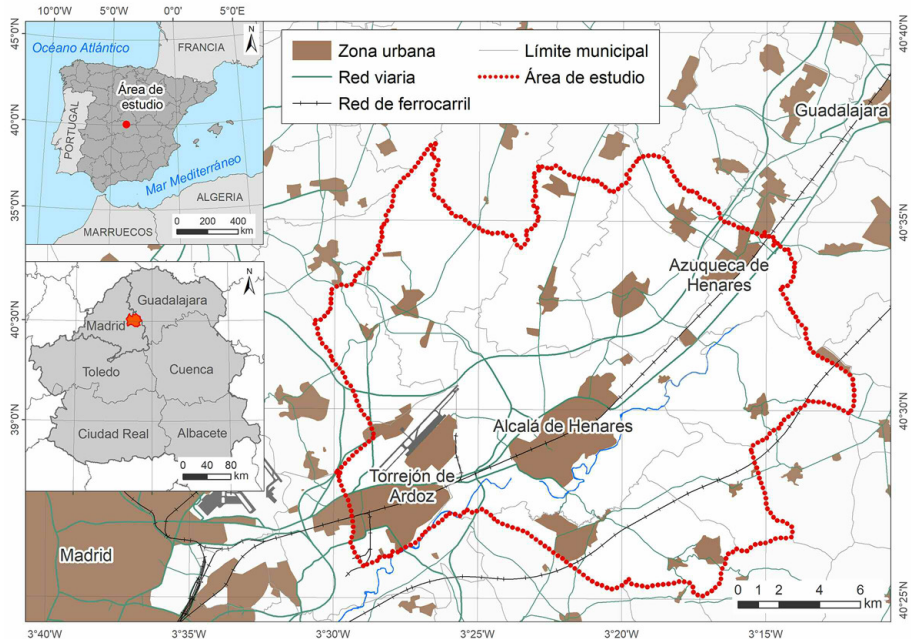 10°0'W
5°0'W
0°0'
5°0'E
45°0'N
40°0'N
35°0'N
Océano Atlántico
FRANCIA
N
Área de
estudio
PORTUGAL
Mar Mediterráneo
ARGELIA
MARRUECOS
0 200 400
km
Zona urbana
Red viaria
Red de ferrocarril
Límite municipal
Área de estudio
40°30'N
39°0'N
N
Guadalajara
Madrid
Toledo
Cuenca
Ciudad Real
Albacete
0 40 80
km
Guadalajara
Azuqueca de
Henares
Alcalá de Henares
Torrejón de
Ardoz
Madrid
40°40'N
40°35'N
40°30'N
40°25'N
0 1 2 4 6
km
3°40'W
3°35'W
3°30'W
3°25'W
3°20'W
3°15'W